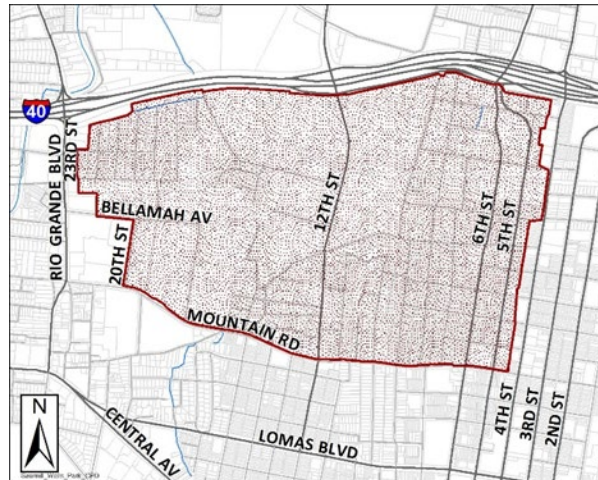 40
RIO GRANDE BLVD
23RD ST
BELLAMAH AV
20TH ST
12TH ST
6TH ST
5TH ST
MOUNTAIN RD
4TH ST
3RD ST
2ND ST
N
CENTRAL AV
LOMAS BLVD